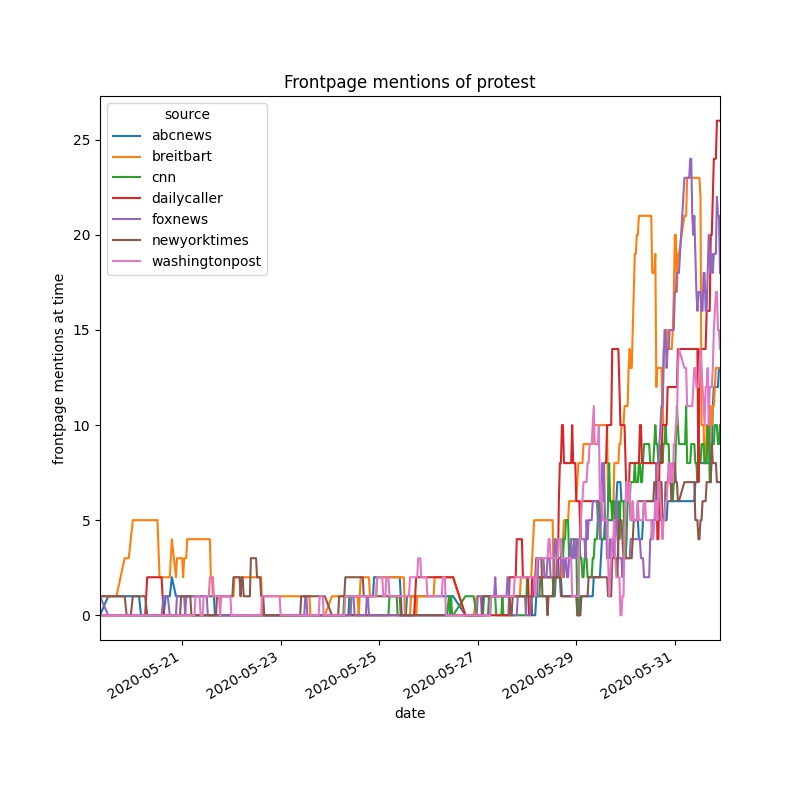 Frontpage mentions of protest
source
abcnews
breitbart
cnn
dailycaller
foxnews
newyorktimes
washingtonpost
frontpage mentions at time
25
20
15
10
5
0
2020-05-21
2020-05-23
2020-05-25
2020-05-27
2020-05-29
2020-05-31
date